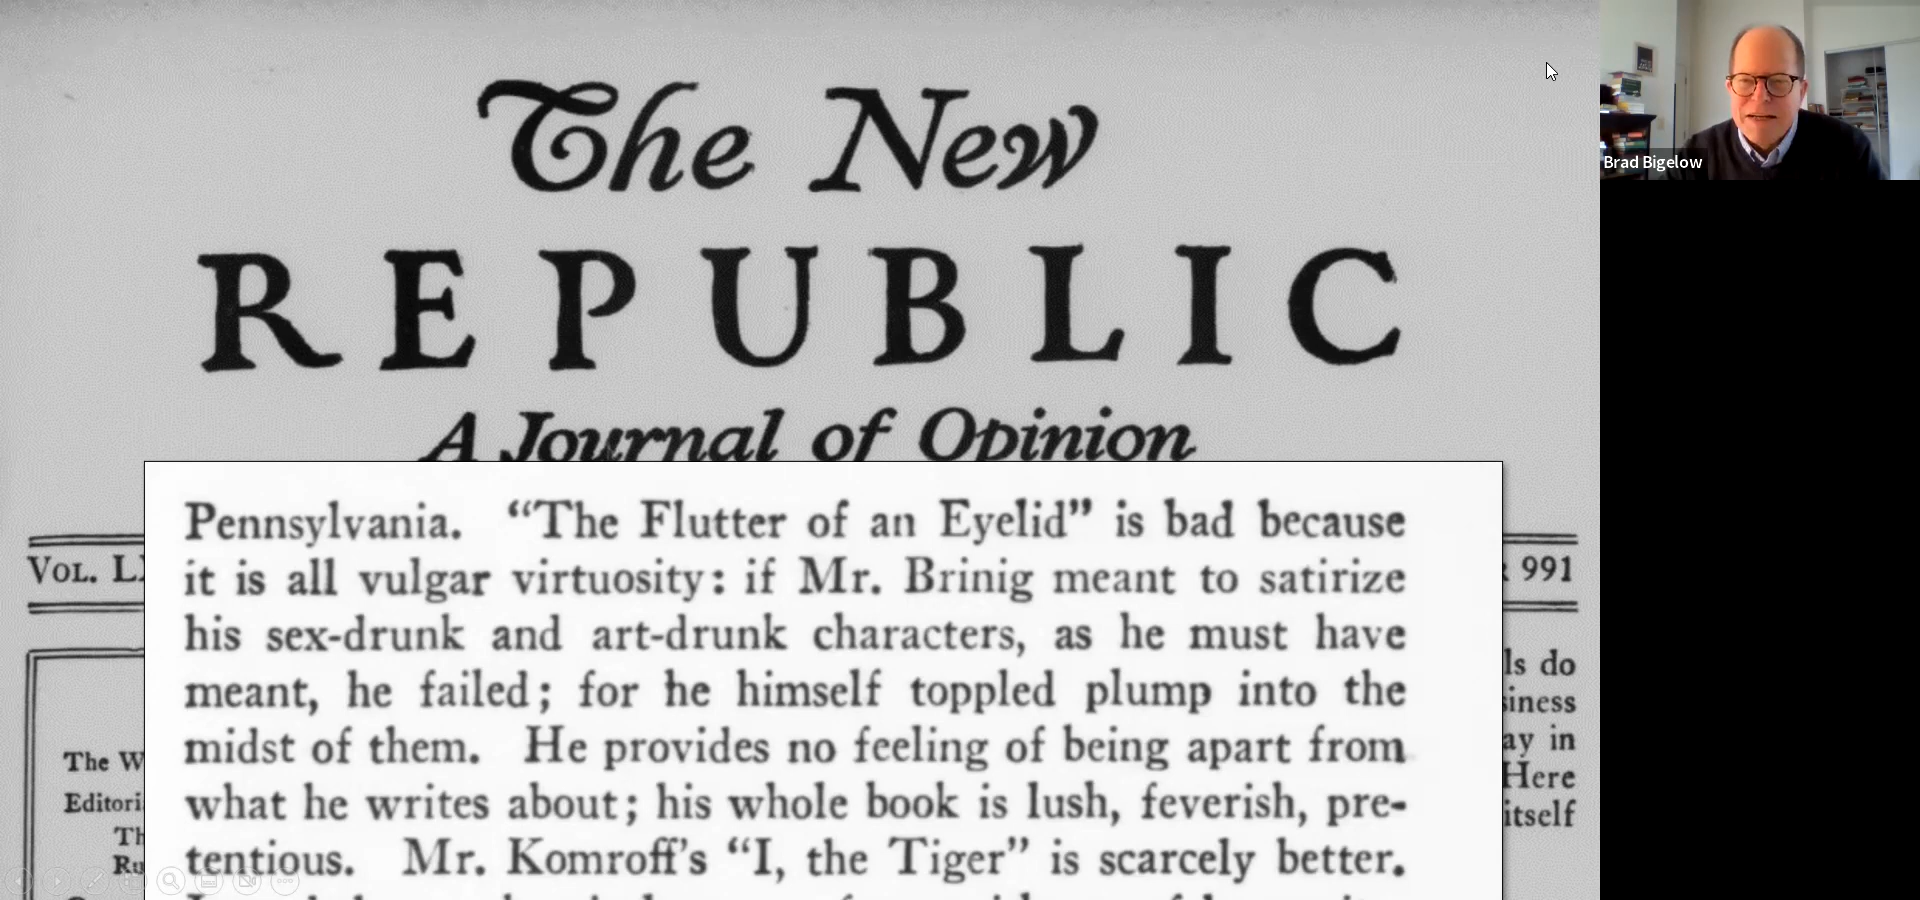 The New
REPUBLIC
A Journal of Opinion
Brad Bigelow
Pennsylvania. “The Flutter of an Eyelid” is bad because
it is all vulgar virtuosity: if Mr. Brinig meant to satirize
his sex-drunk and art-drunk characters, as he must have
meant, he failed; for he himself toppled plump into the
midst of them. He provides no feeling of being apart from
what he writes about; his whole book is lush, feverish, pre-
tentious. Mr. Komroff’s “I, the Tiger” is scarcely better.
VOL.
991
ls do
ay in
Here
itself
The